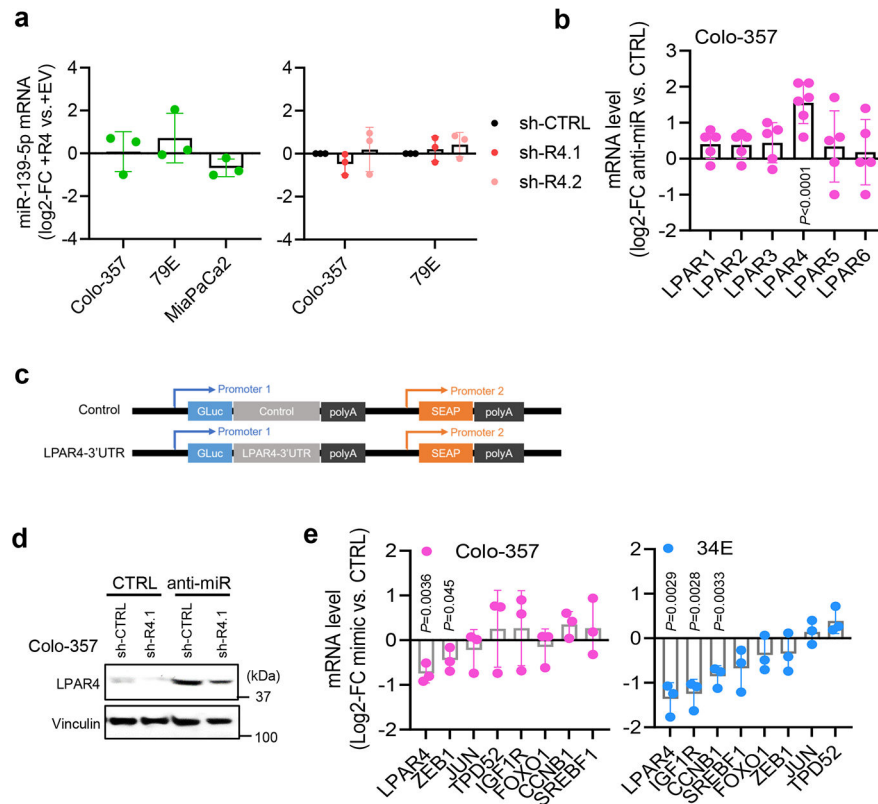 a
miR-139-5p mRNA
(log2-FC +R4 vs.+EV)
4
2
0
-2
-4
Colo-357
79E
MiaPaCa2
4
2
0
-2
-4
Colo-357
79E
sh-CTRL
sh-R4.1
sh-R4.2
b
Colo-357
mRNA level
(log2-FC anti-miR vs. CTRL)
3
2
1
0
-1
-2
P<0.0001
LPAR1
LPAR2
LPAR3
LPAR4
LPAR5
LPAR6
c
Control
Promoter 1
GLuc
Control
polyA
Promoter 2
SEAP
polyA
LPAR4-3'UTR
Promoter 1
GLuc
LPAR4-3'UTR
polyA
Promoter 2
SEAP
polyA
d
CTRL
anti-miR
sh-CTRL
sh-R4.1
sh-CTRL
sh-R4.1
Colo-357
LPAR4
(kDa)
37
Vinculin
100
e
mRNA level
(Log2-FC mimic vs. CTRL)
Colo-357
2
1
0
-1
-2
P=0.0036
P=0.045
LPAR4
ZEB1
JUN
TPD52
IGF1R
FOXO1
CCNB1
SREBF1
34E
2
1
0
-1
-2
P=0.0029
P=0.0028
P=0.0033
LPAR4
IGF1R
CCNB1
SREBF1
FOXO1
ZEB1
JUN
TPD52